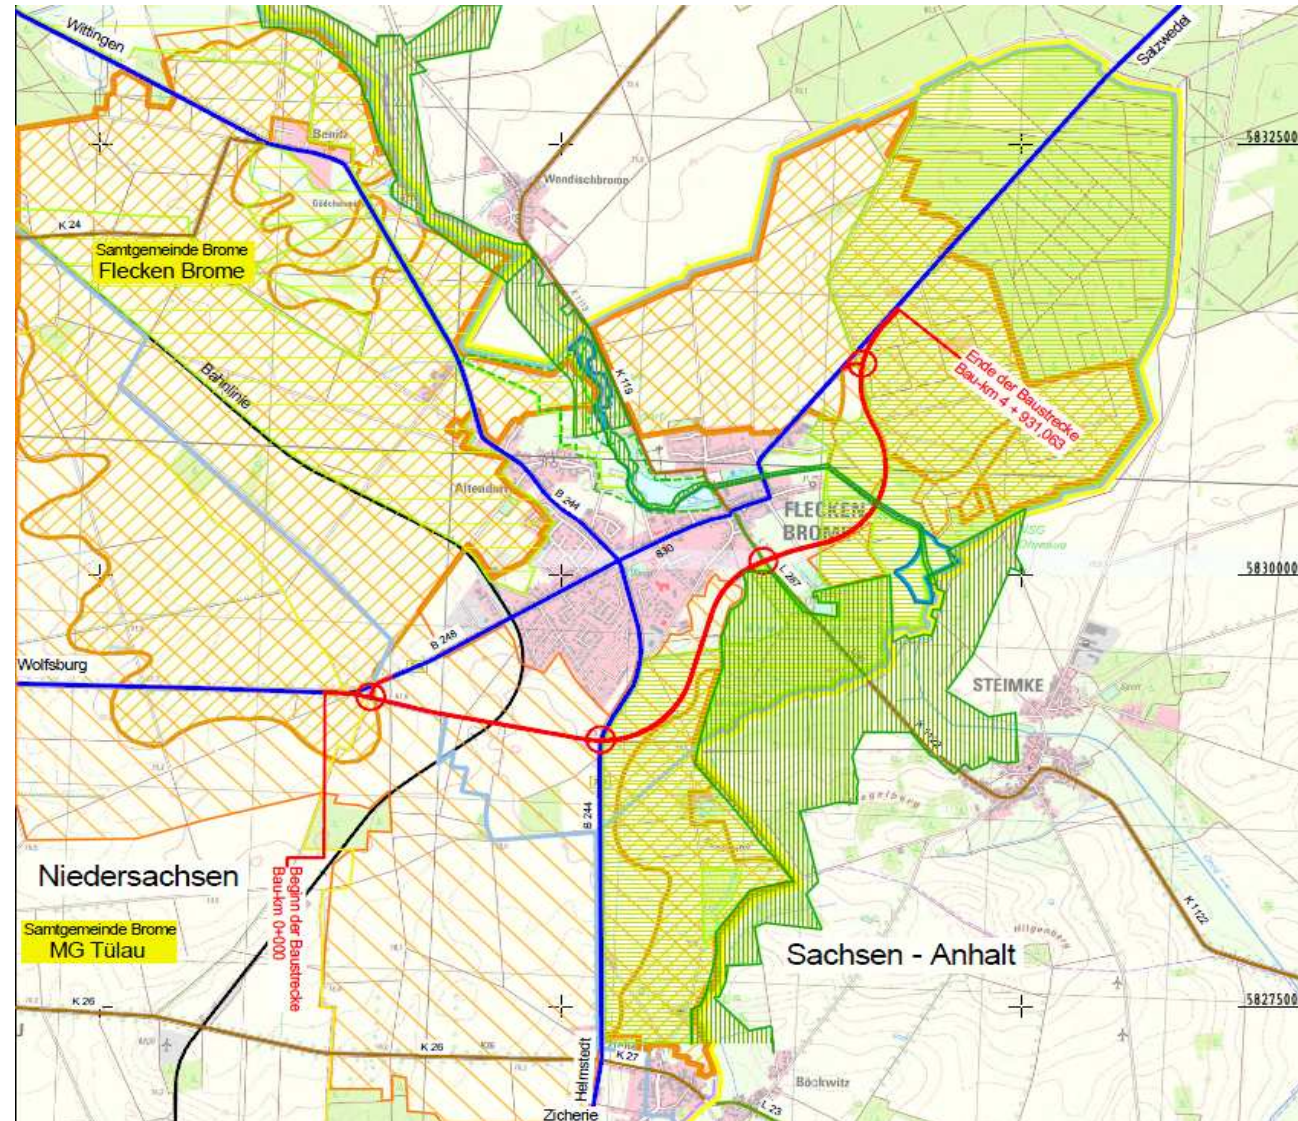 Wittingen
Salzwedel
Benitz
5832500
Wendischbrome
K 24
Samtgemeinde Brome
Flecken Brome
Bahnlinie
K 119
Ende der Baustrecke
Bau-km 4 + 931,063
Altendorf
B 244
FLECKEN
BROME
B 248
L 287
5830000
Wolfsburg
STEIMKE
B 244
Niedersachsen
Beginn der Baustrecke
Bau-km 0+000
Samtgemeinde Brome
MG Tülau
Sachsen - Anhalt
Hilgenberg
K 1122
K 26
5827500
K 26
Helmstedt
K 27
Böckwitz
L 23
Zicherie